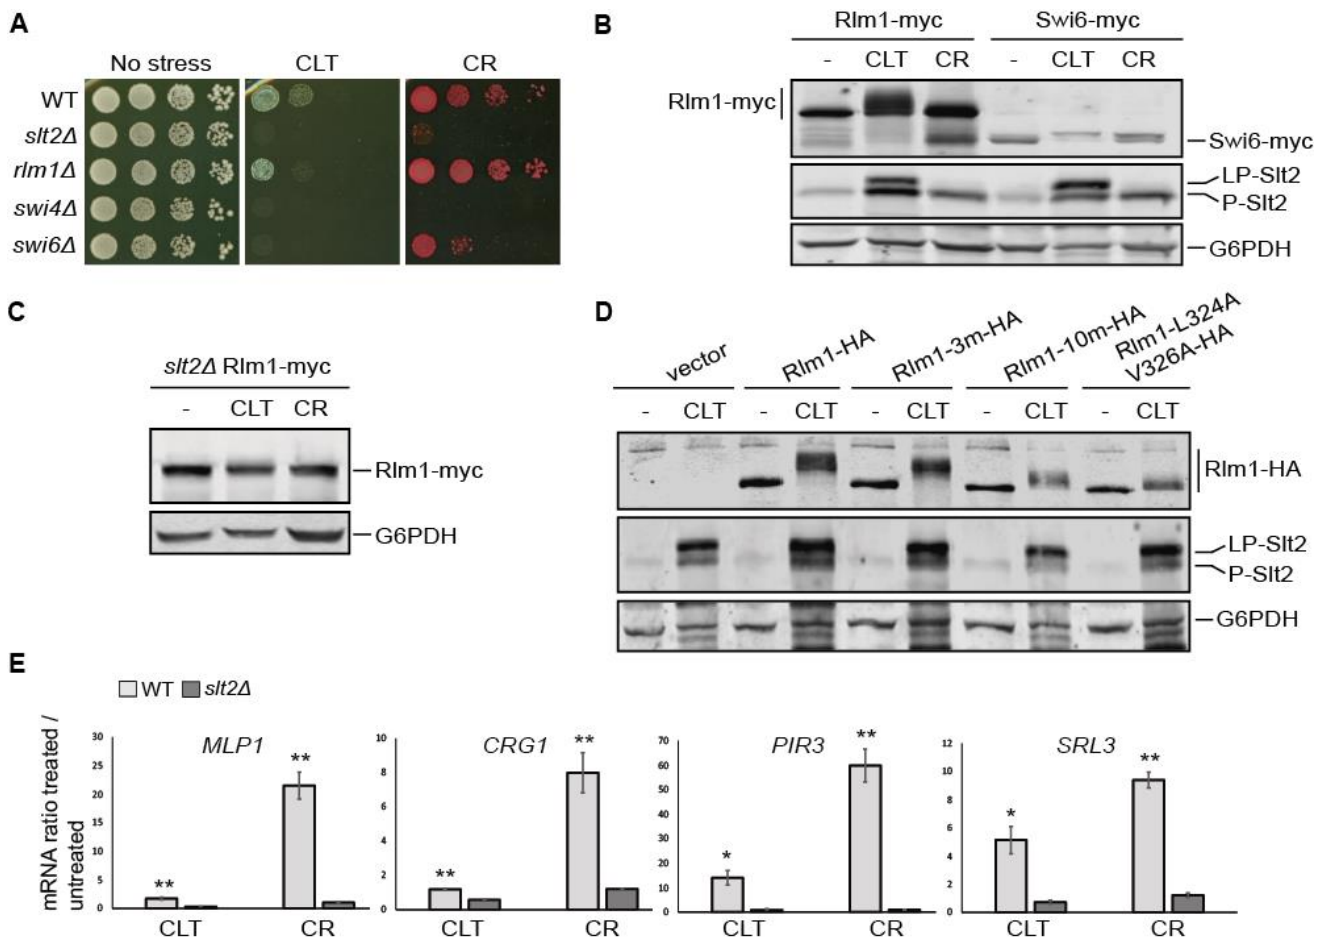 A
No stress CLT CR
WT
slt2Δ
rlm1Δ
swi4Δ
swi6Δ
B
Rlm1-myc Swi6-myc
- CLT CR - CLT CR
Rlm1-myc
Swi6-myc
LP-Slt2
P-Slt2
G6PDH
C
slt2Δ Rlm1-myc
- CLT CR
Rlm1-myc
G6PDH
D
vector Rlm1-HA Rlm1-3m-HA Rlm1-10m-HA Rlm1-L324A
V326A-HA
- CLT - CLT - CLT - CLT - CLT
Rlm1-HA
LP-Slt2
P-Slt2
G6PDH
E
WT slt2Δ
mRNA ratio treated /
untreated
MLP1
30
25
20
15
10
5
0
** **
CLT CR
CRG1
10
8
6
4
2
0
** **
CLT CR
PIR3
70
60
50
40
30
20
10
0
* **
CLT CR
SRL3
12
10
8
6
4
2
0
* **
CLT CR